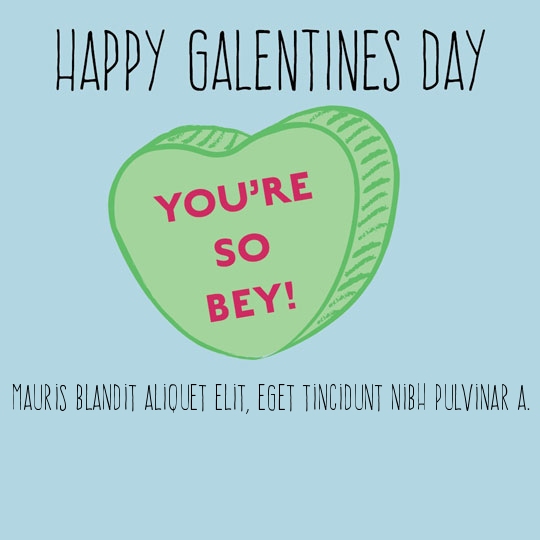 HAPPY GALENTINES DAY
YOU'RE
SO
BEY!
MAURIS BLANDIT ALIQUET ELIT, EGET TINCIDUNT NIBH PULVINAR A.